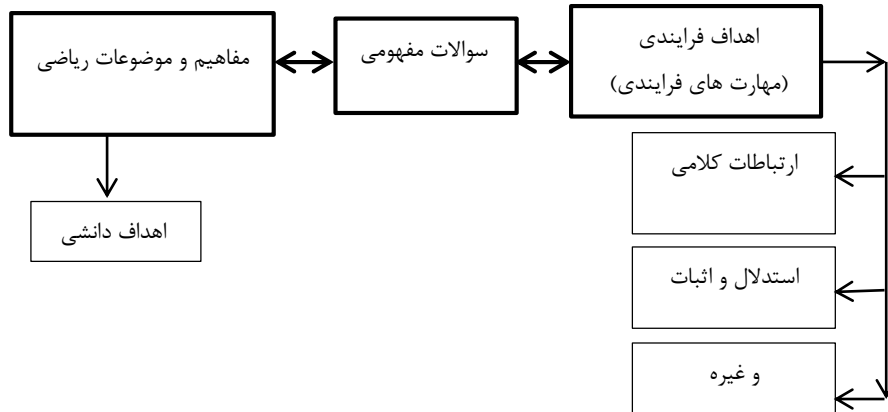 اهداف فرایندی
(مهارت های فرایندی)
سوالات مفهومی
مفاهیم و موضوعات ریاضی
ارتباطات کلامی
اهداف دانشی
استدلال و اثبات
و غیره